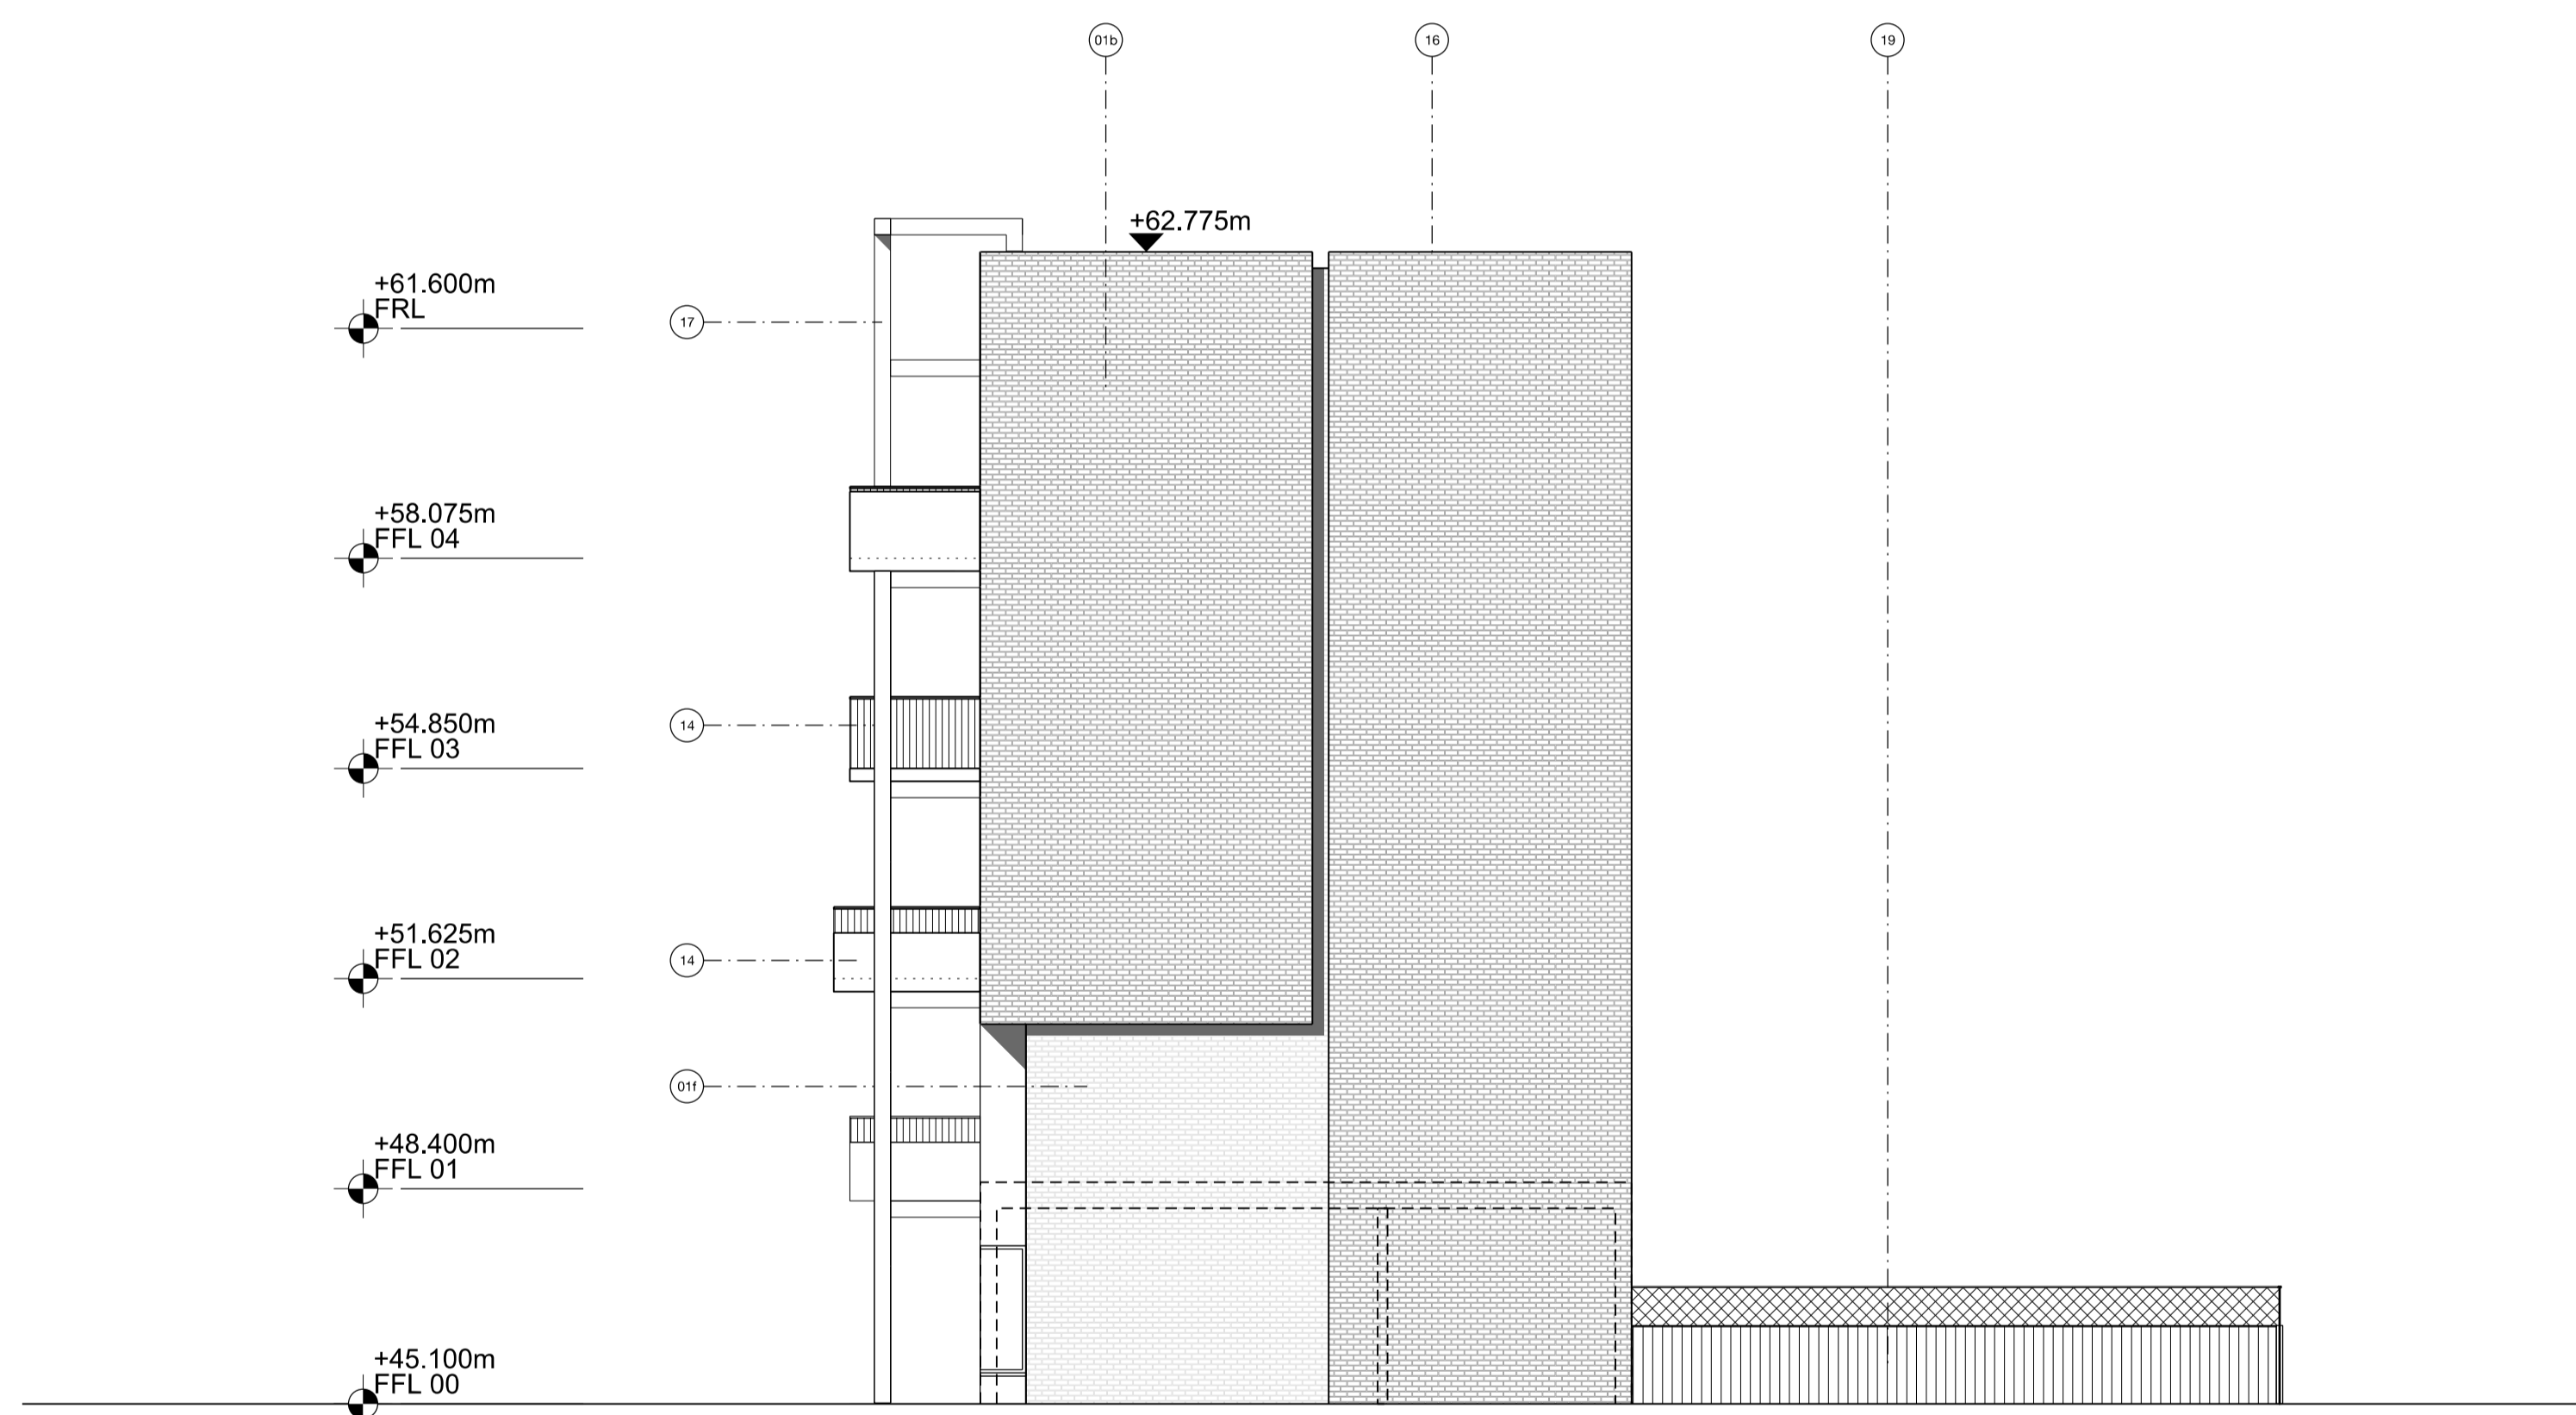 01b
16
19
+62.775m
+61.600m
FRL
17
+58.075m
FFL 04
14
+54.850m
FFL 03
+51.625m
FFL 02
14
01f
+48.400m
FFL 01
+45.100m
FFL 00